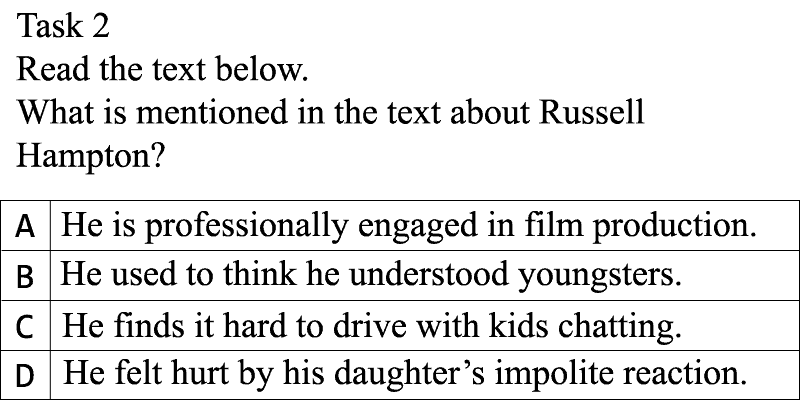 Task 2
Read the text below.
What is mentioned in the text about Russell
Hampton?
A He is professionally engaged in film production.
B He used to think he understood youngsters.
C He finds it hard to drive with kids chatting.
D He felt hurt by his daughter’s impolite reaction.